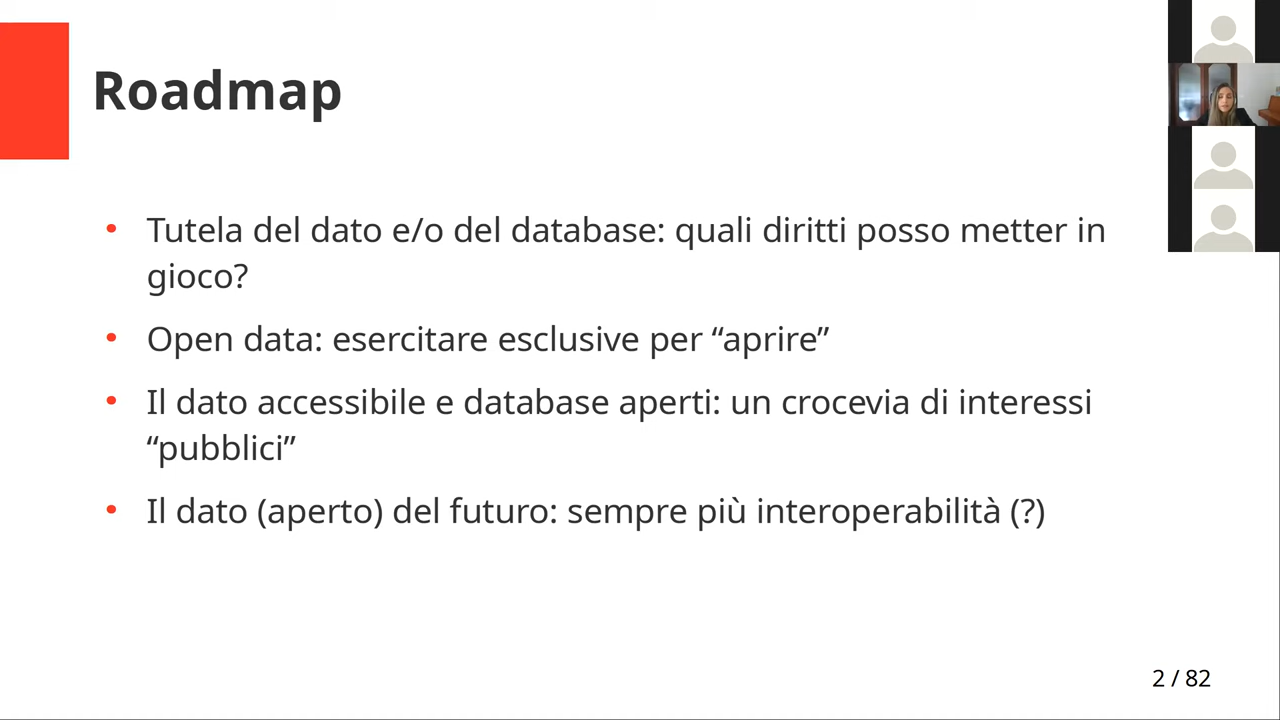 Roadmap
• Tutela del dato e/o del database: quali diritti posso metter in
gioco?
• Open data: esercitare esclusive per “aprire”
• Il dato accessibile e database aperti: un crocevia di interessi
“pubblici”
• Il dato (aperto) del futuro: sempre più interoperabilità (?)
2 / 82